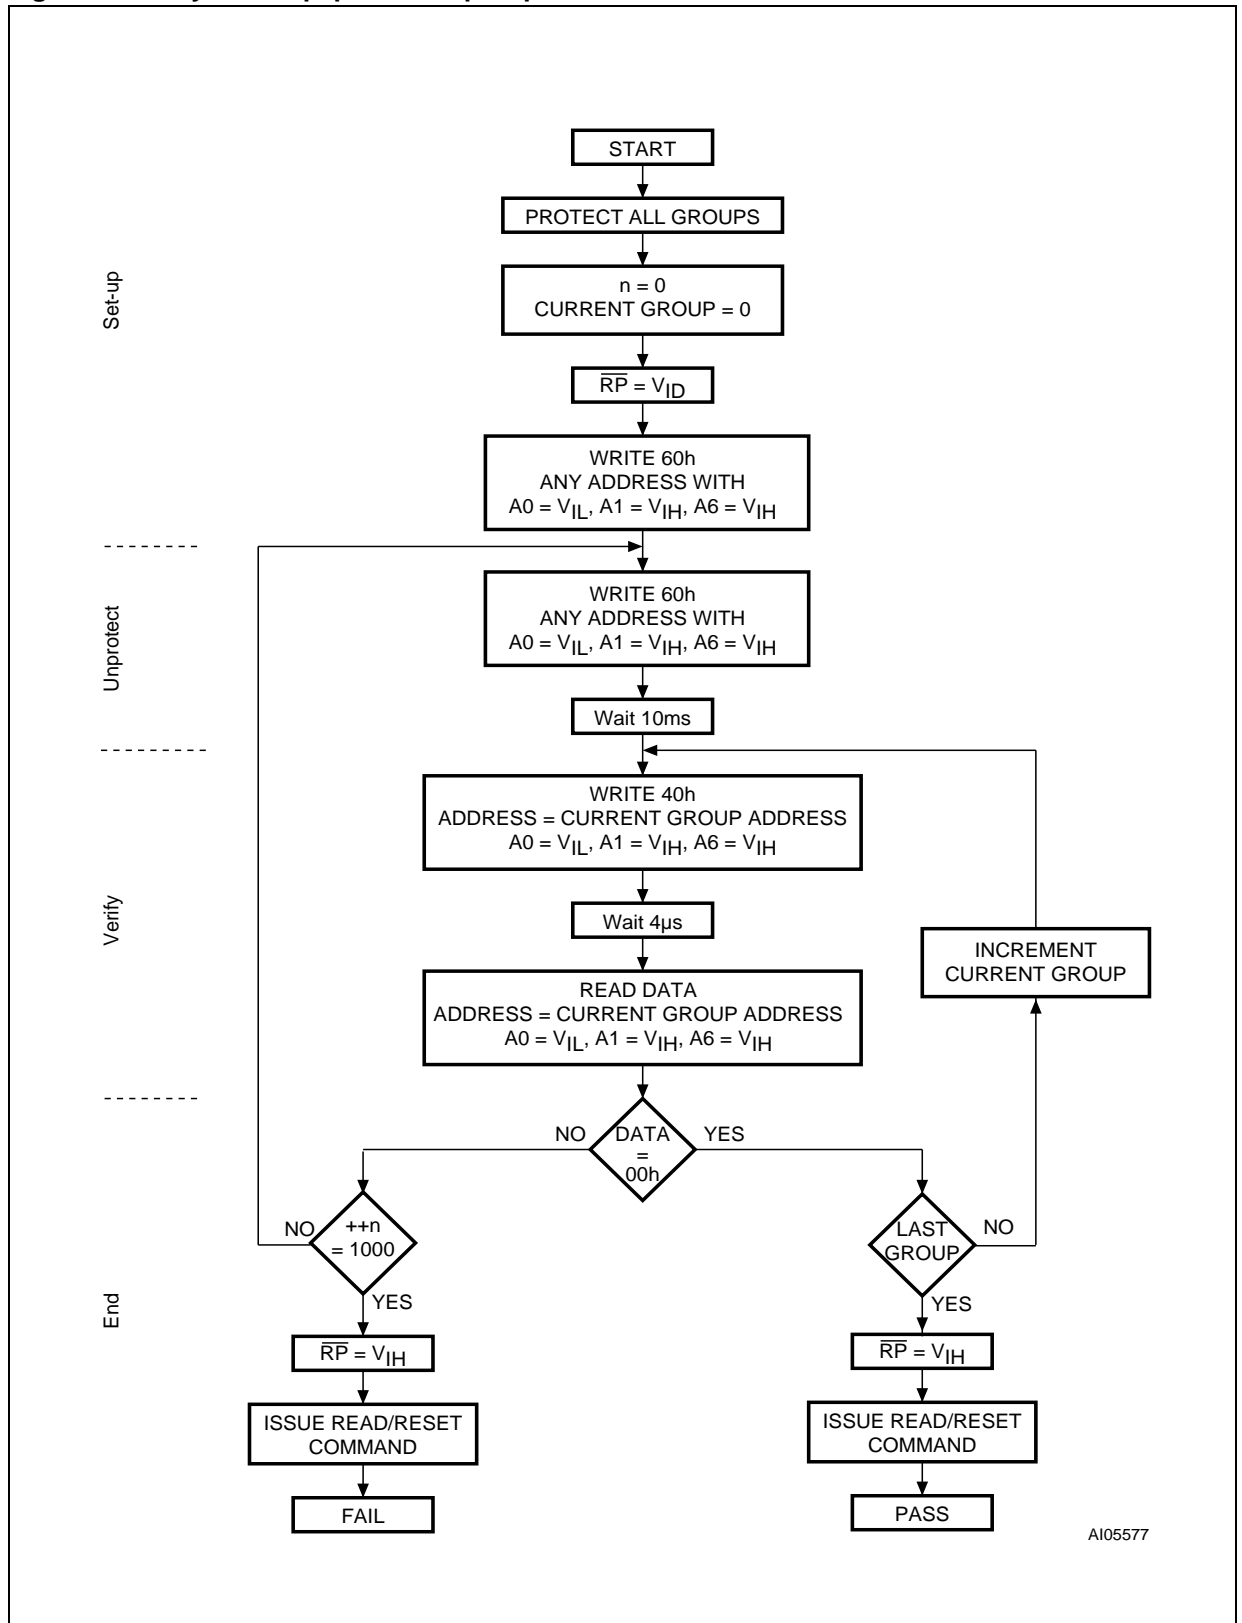 START
PROTECT ALL GROUPS
n = 0
CURRENT GROUP = 0
RP = VID
Set-up
WRITE 60h
ANY ADDRESS WITH
A0 = VIL, A1 = VIH, A6 = VIH
WRITE 60h
ANY ADDRESS WITH
A0 = VIL, A1 = VIH, A6 = VIH
Unprotect
Wait 10ms
WRITE 40h
ADDRESS = CURRENT GROUP ADDRESS
A0 = VIL, A1 = VIH, A6 = VIH
Verify
Wait 4µs
INCREMENT
CURRENT GROUP
READ DATA
ADDRESS = CURRENT GROUP ADDRESS
A0 = VIL, A1 = VIH, A6 = VIH
NO
DATA
=
00h
YES
NO
++n
= 1000
LAST
GROUP
NO
End
YES
YES
RP = VIH
RP = VIH
ISSUE READ/RESET
COMMAND
ISSUE READ/RESET
COMMAND
FAIL
PASS
AI05577